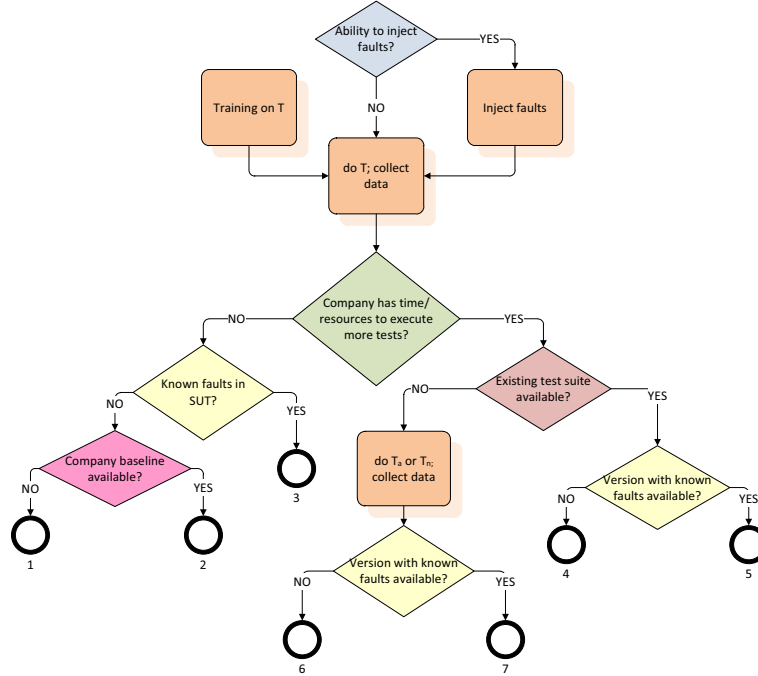 Ability to inject
faults?
YES
NO
Training on T
Inject faults
do T; collect
data
Company has time/
resources to execute
more tests?
NO
YES
Known faults in
SUT?
Existing test suite
available?
NO
YES
NO
YES
Company baseline
available?
do Tₐ or Tₙ;
collect data
Version with known
faults available?
NO
YES
3
NO
YES
1
2
4
5
Version with known
faults available?
NO
YES
6
7